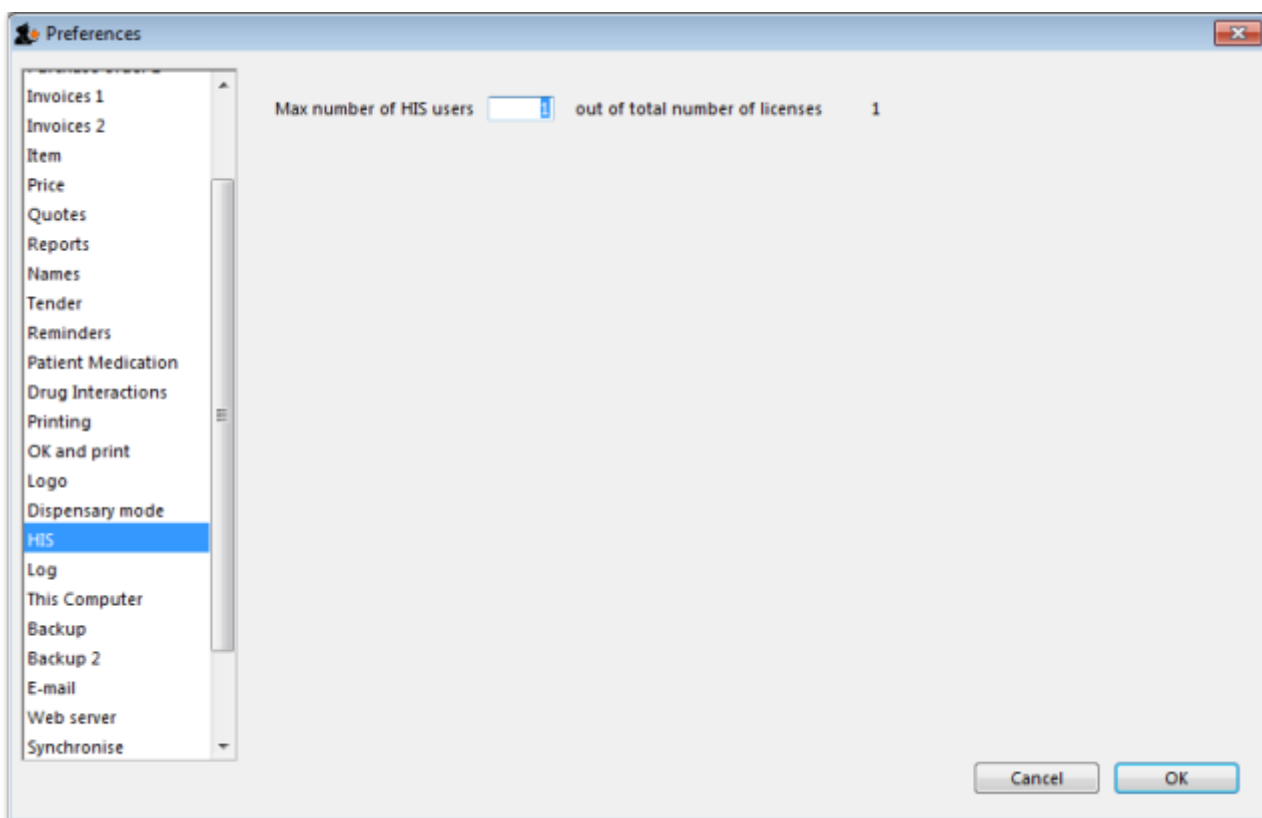 Preferences
Invoices 1
Invoices 2
Item
Price
Quotes
Reports
Names
Tender
Reminders
Patient Medication
Drug Interactions
Printing
OK and print
Logo
Dispensary mode
HIS
Log
This Computer
Backup
Backup 2
E-mail
Web server
Synchronise
Max number of HIS users 1 out of total number of licenses 1
Cancel OK